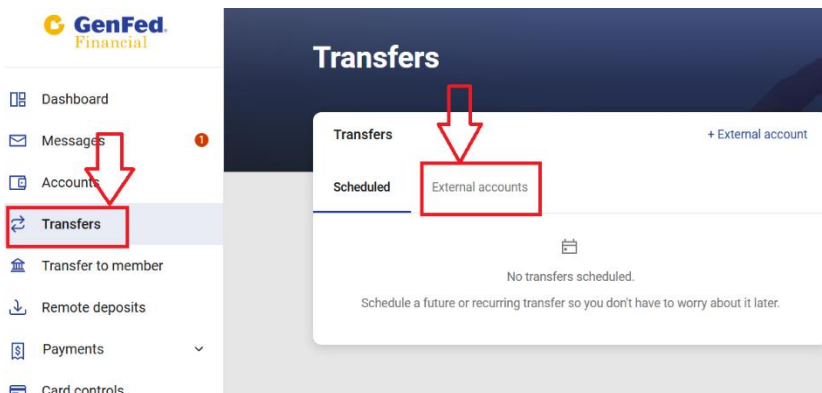 GenFed.
Financial
Dashboard
Messages
1
Accounts
Transfers
Transfer to member
Remote deposits
Payments
Card controls
Transfers
Transfers
+ External account
Scheduled
External accounts
No transfers scheduled.
Schedule a future or recurring transfer so you don't have to worry about it later.